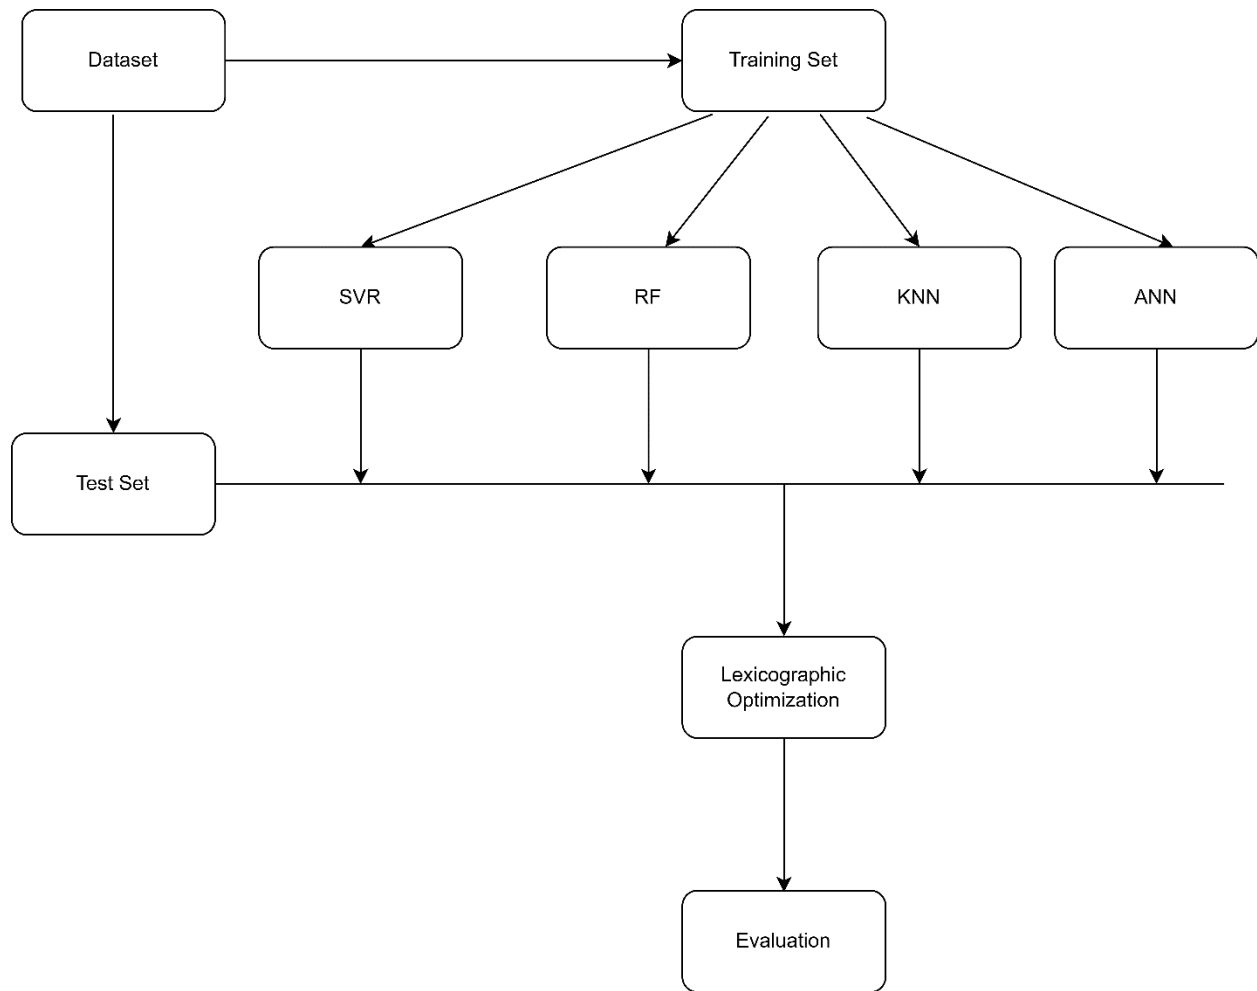 Dataset
Training Set
SVR
RF
KNN
ANN
Test Set
Lexicographic
Optimization
Evaluation